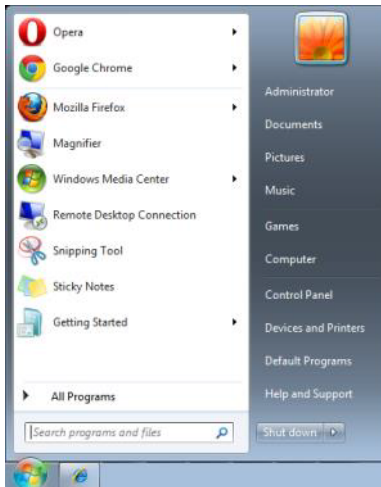 Opera
Google Chrome
Mozilla Firefox
Magnifier
Windows Media Center
Remote Desktop Connection
Snipping Tool
Sticky Notes
Getting Started
All Programs
Search programs and files
Administrator
Documents
Pictures
Music
Games
Computer
Control Panel
Devices and Printers
Default Programs
Help and Support
Shut down